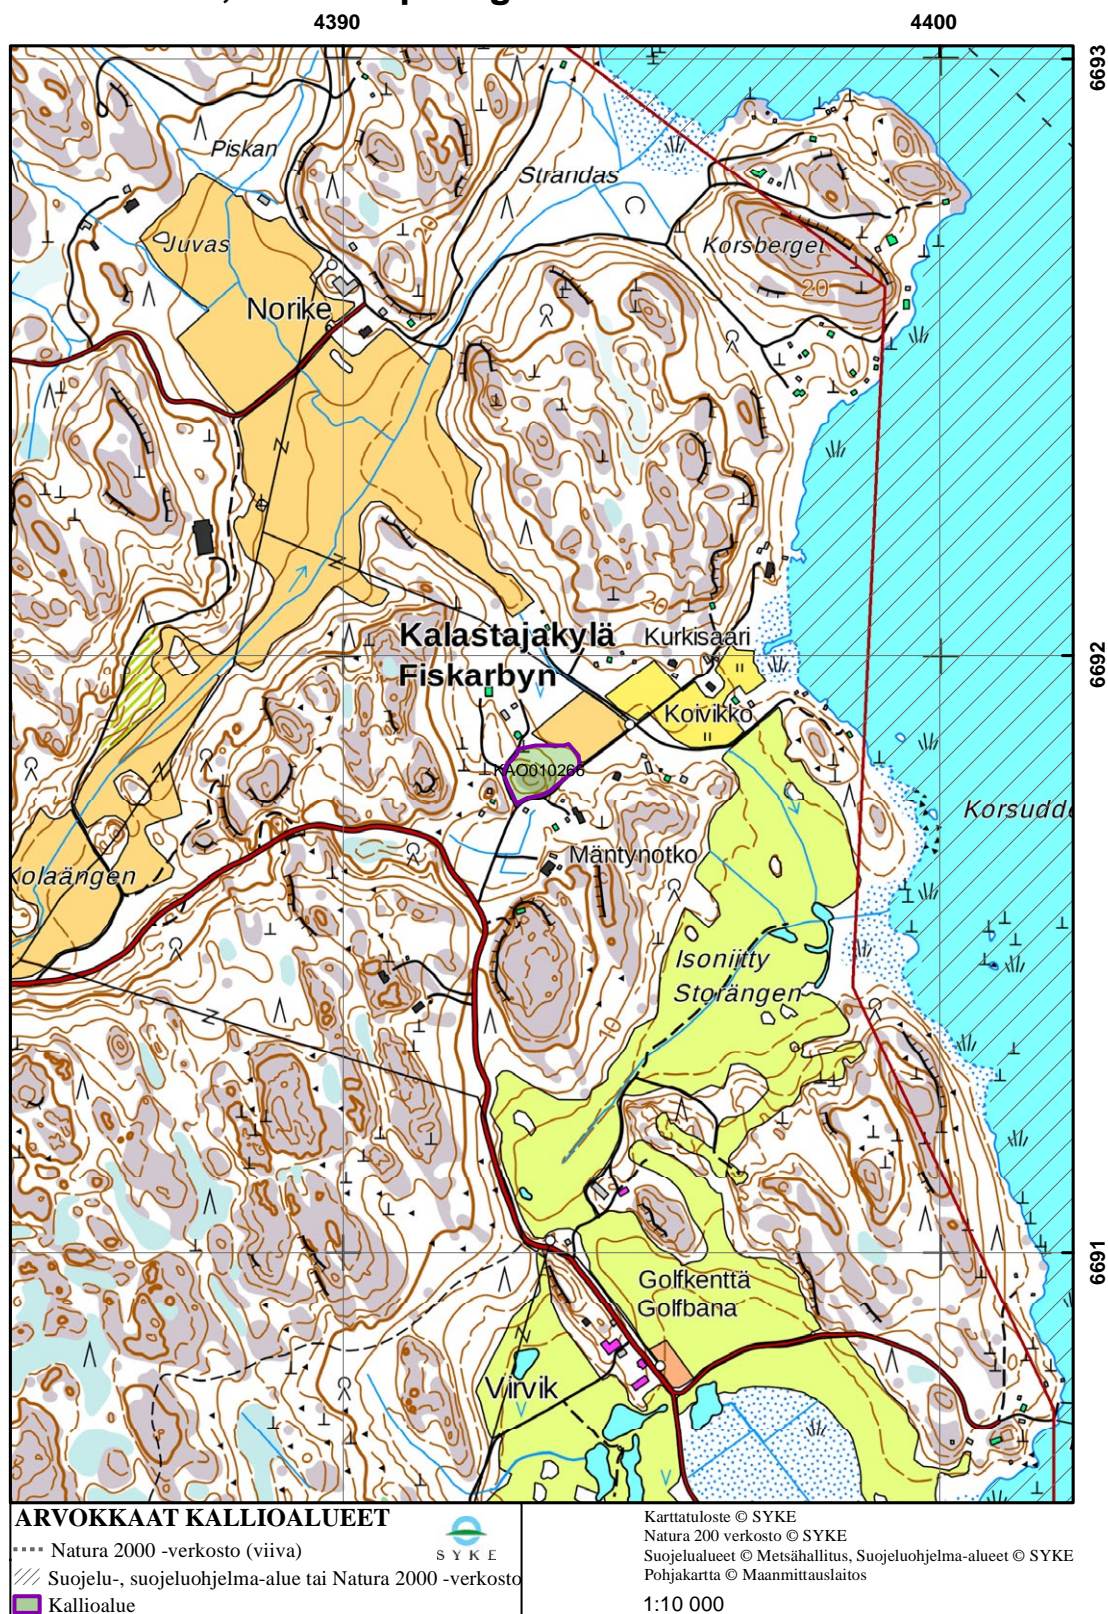 4390
4400
6693
Piskan
Strandas
Juvas
Korsberget
20
20
Norike
20
Kalastajakylä
Fiskarbyn
Kurkisaari
6692
Koivikko
KAO010266
Korsudde
Mäntynotko
Kolaängen
Isoniitty
Storängen
10
6691
Golfkenttä
Golfbana
Virvik
ARVOKKAAT KALLIOALUEET
Natura 2000 -verkosto (viiva)
Suojelu-, suojeluohjelma-alue tai Natura 2000 -verkosto
Kallioalue
SYKE
Karttatuloste © SYKE
Natura 200 verkosto © SYKE
Suojelualueet © Metsähallitus, Suojeluohjelma-alueet © SYKE
Pohjakartta © Maanmittauslaitos
1:10 000